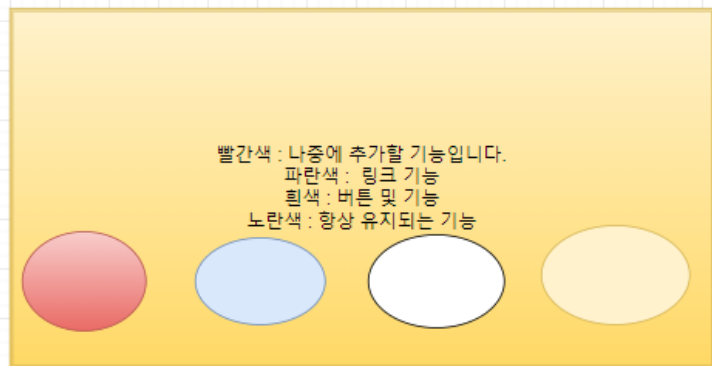 빨간색 : 나중에 추가할 기능입니다.
파란색 : 링크 기능
흰색 : 버튼 및 기능
노란색 : 항상 유지되는 기능